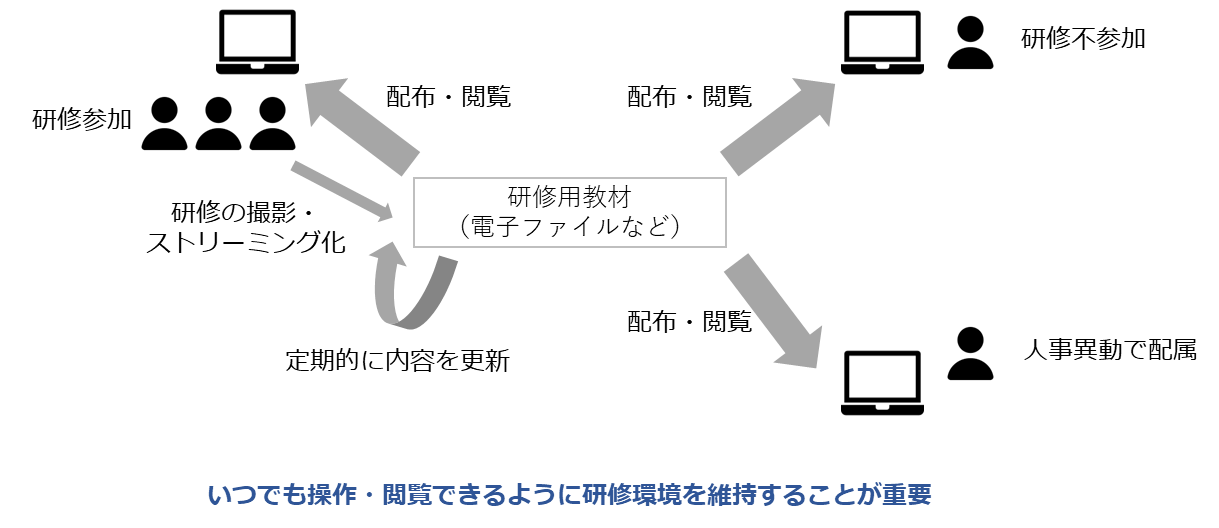 研修不参加
配布・閲覧
配布・閲覧
研修参加
研修用教材
（電子ファイルなど）
研修の撮影・
ストリーミング化
配布・閲覧
人事異動で配属
定期的に内容を更新
いつでも操作・閲覧できるように研修環境を維持することが重要